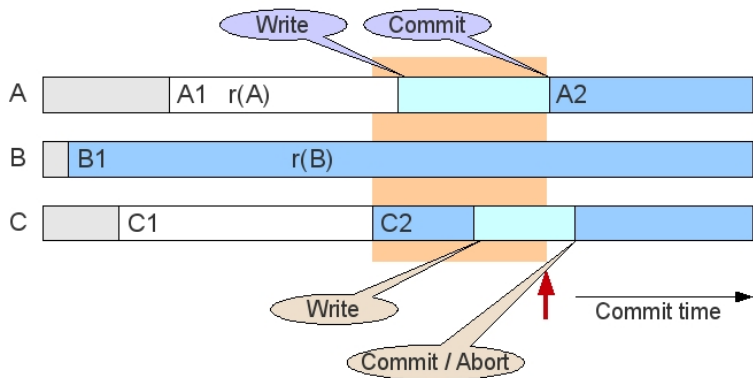 Write Commit
A A1 r(A) A2
B B1 r(B)
C C1 C2
Write
Commit time
Commit / Abort